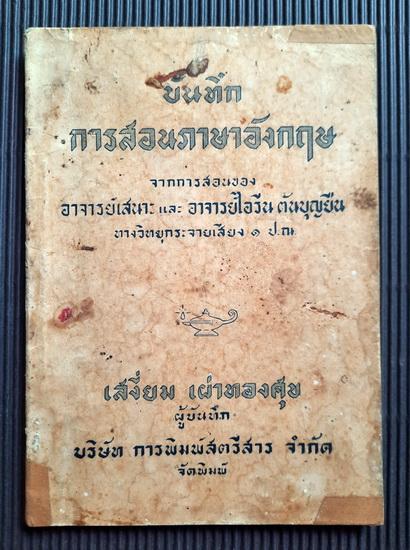 บันทึก
การสอนภาษาอังกฤษ
จากการสอนของ
อาจารย์เสนาะ และ อาจารย์ไอรีน ตันบุญยืน
ทางวิทยุกระจายเสียง ๑ ป.ณ.
เสงี่ยม เผ่าทองศุข
ผู้บันทึก
บริษัท การพิมพ์สตรีสาร จำกัด
จัดพิมพ์